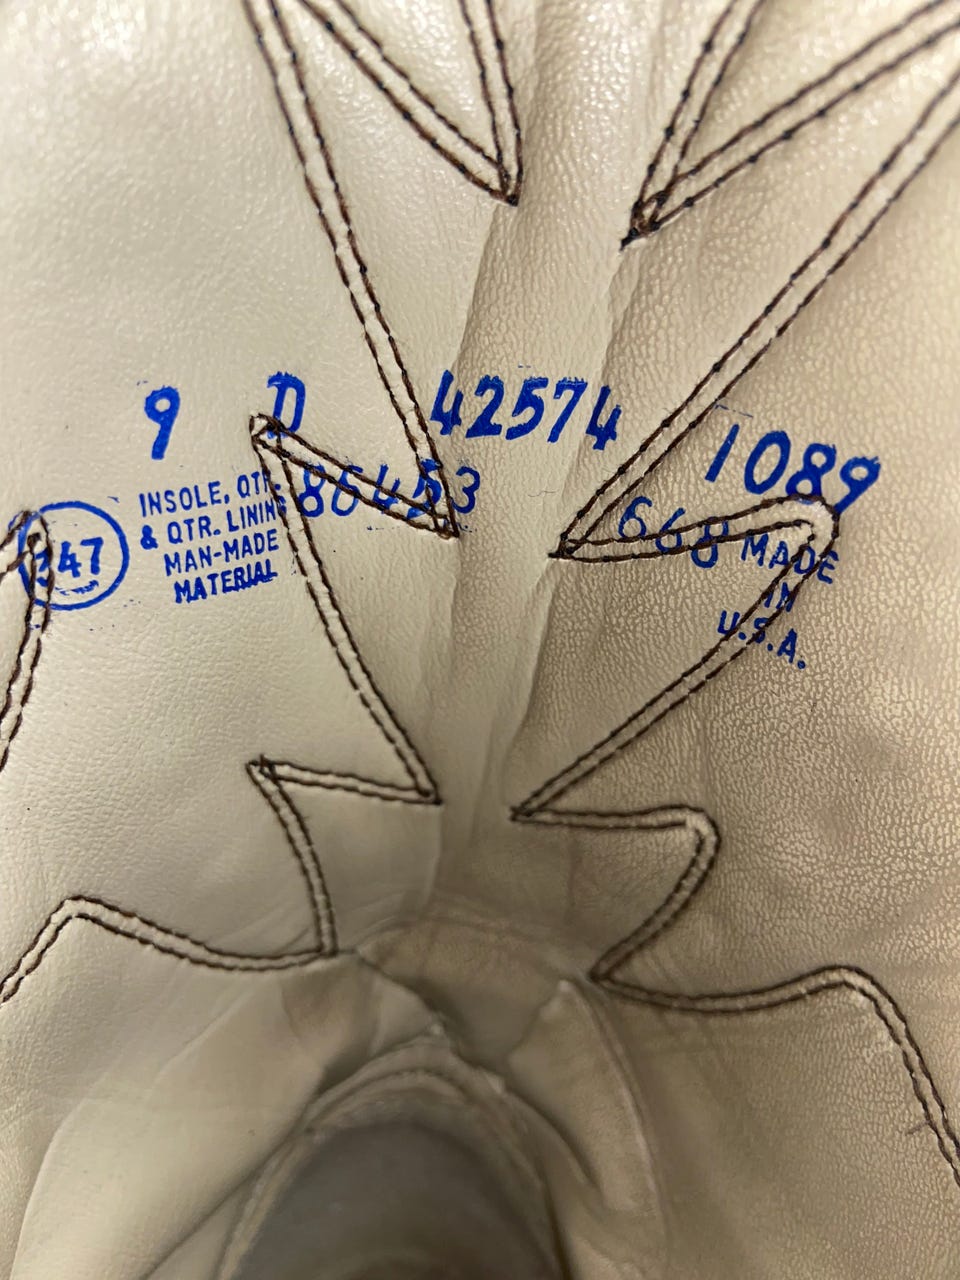 9 D 42574 1089
INSOLE, QTR. 86453 668 MADE
& QTR. LINING IN
347 MAN-MADE U.S.A.
MATERIAL